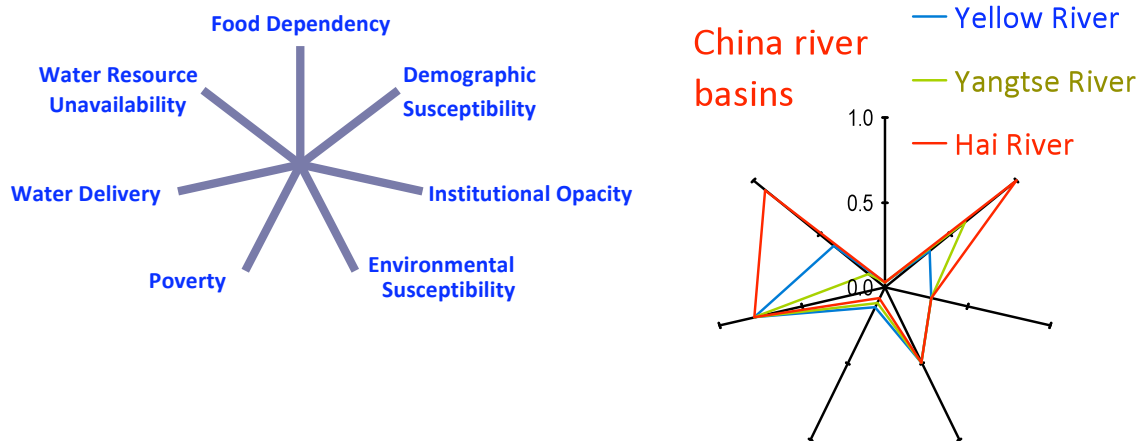 Food Dependency
Water Resource
Unavailability
Demographic
Susceptibility
Water Delivery
Institutional Opacity
Poverty
Environmental
Susceptibility
China river
basins
Yellow River
Yangtse River
Hai River
1.0
0.5
0.0